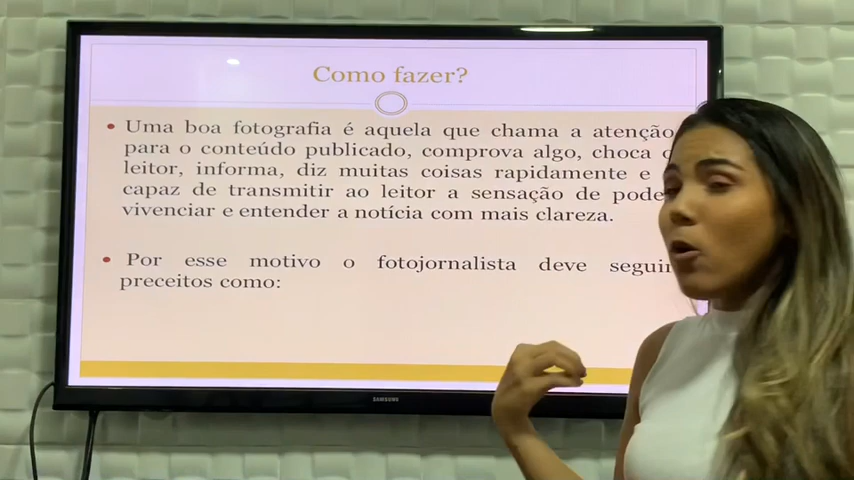 Como fazer?
Uma boa fotografia é aquela que chama a atenção
para o conteúdo publicado, comprova algo, choca
leitor, informa, diz muitas coisas rapidamente e
capaz de transmitir ao leitor a sensação de
vivenciar e entender a notícia com mais clareza.
Por esse motivo o fotojornalista deve seguir
preceitos como:
SAMSUNG